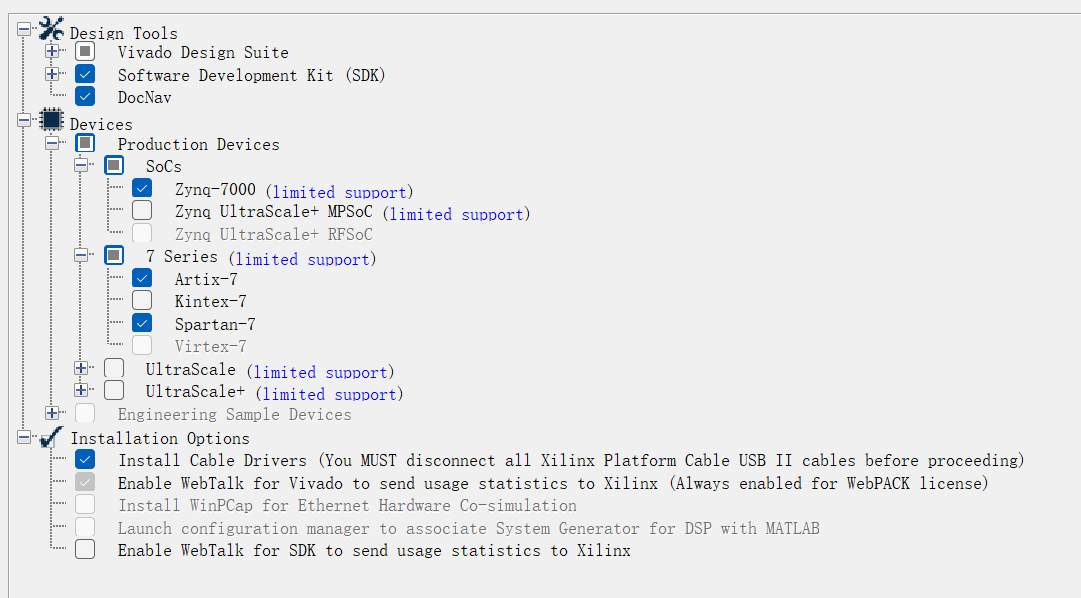 Design Tools
Vivado Design Suite
Software Development Kit (SDK)
DocNav
Devices
Production Devices
SoCs
Zynq-7000 (limited support)
Zynq UltraScale+ MPSoC (limited support)
Zynq UltraScale+ RFSoC
7 Series (limited support)
Artix-7
Kintex-7
Spartan-7
Virtex-7
UltraScale (limited support)
UltraScale+ (limited support)
Engineering Sample Devices
Installation Options
Install Cable Drivers (You MUST disconnect all Xilinx Platform Cable USB II cables before proceeding)
Enable WebTalk for Vivado to send usage statistics to Xilinx (Always enabled for WebPACK license)
Install WinPCap for Ethernet Hardware Co-simulation
Launch configuration manager to associate System Generator for DSP with MATLAB
Enable WebTalk for SDK to send usage statistics to Xilinx